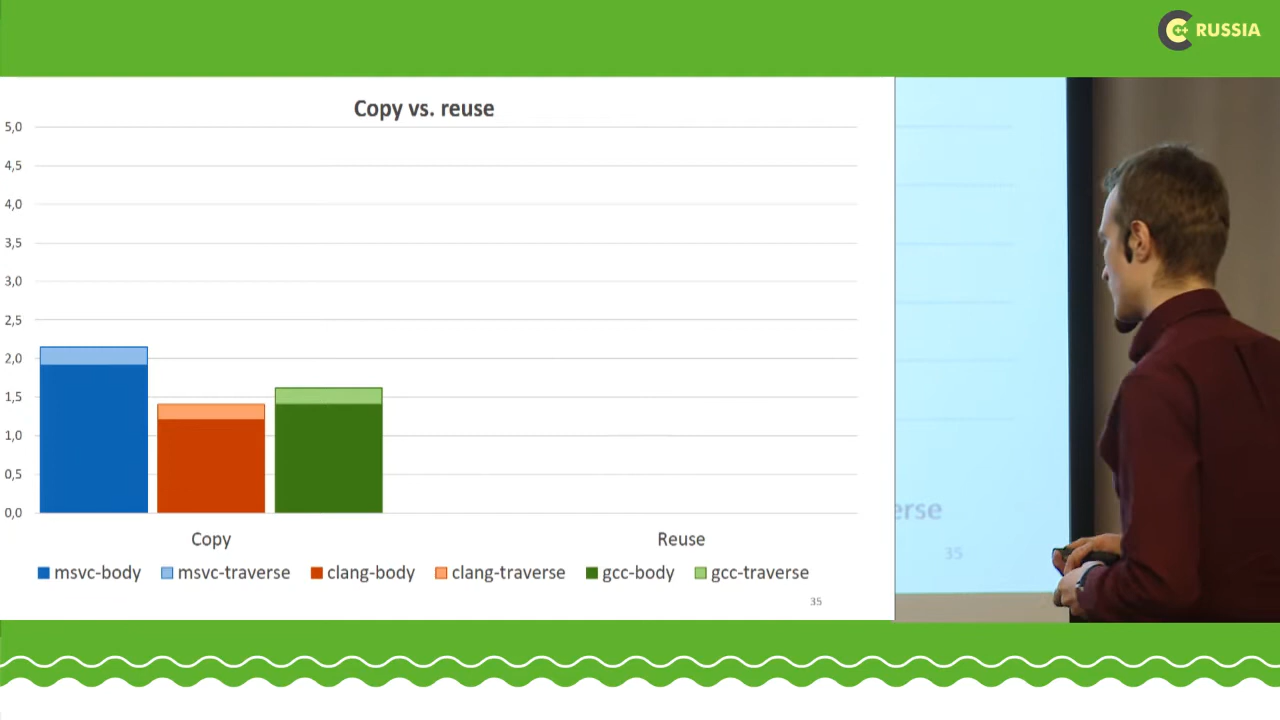 C++ RUSSIA
Copy vs. reuse
5,0
4,5
4,0
3,5
3,0
2,5
2,0
1,5
1,0
0,5
0,0
Copy Reuse
msvc-body msvc-traverse clang-body clang-traverse gcc-body gcc-traverse
35
erse
35